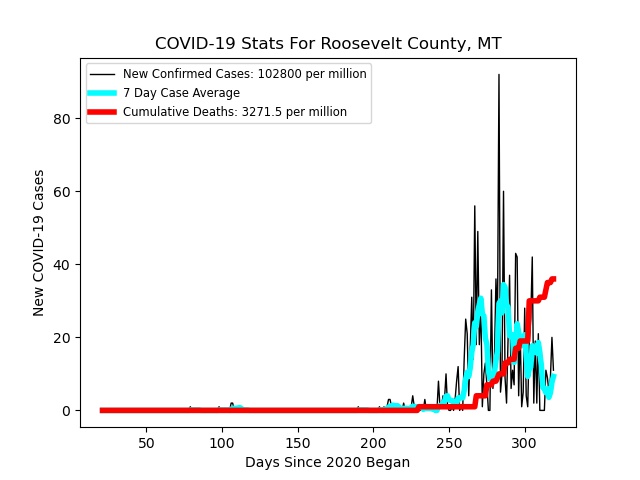 COVID-19 Stats For Roosevelt County, MT
New Confirmed Cases: 102800 per million
7 Day Case Average
Cumulative Deaths: 3271.5 per million
New COVID-19 Cases
80
60
40
20
0
50 100 150 200 250 300
Days Since 2020 Began